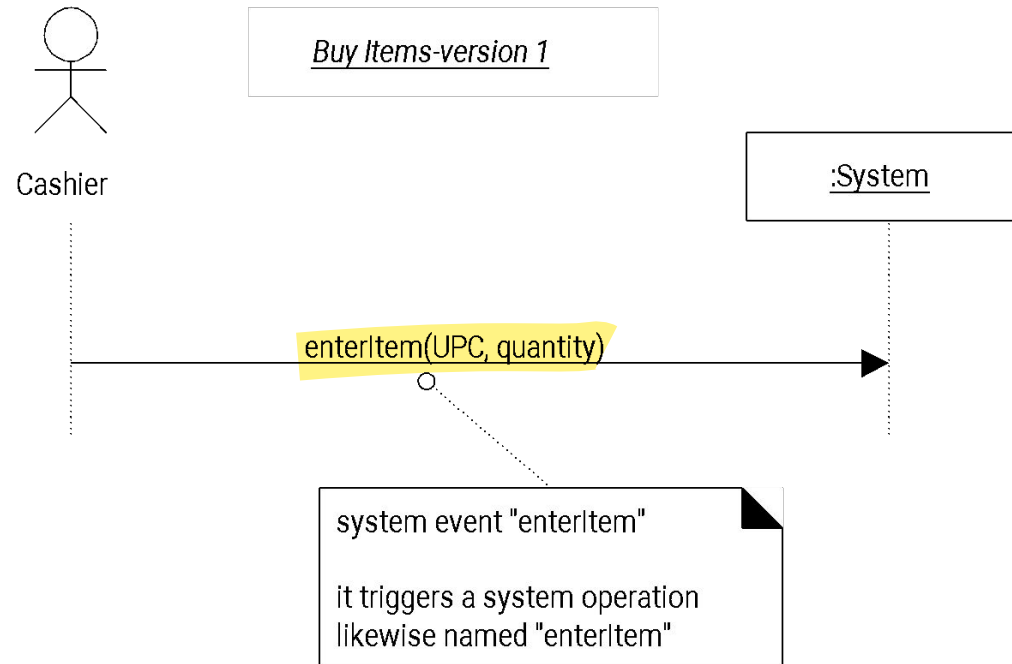 Buy Items-version 1
Cashier
:System
enterItem(UPC, quantity)
system event "enterItem"
it triggers a system operation
likewise named "enterItem"